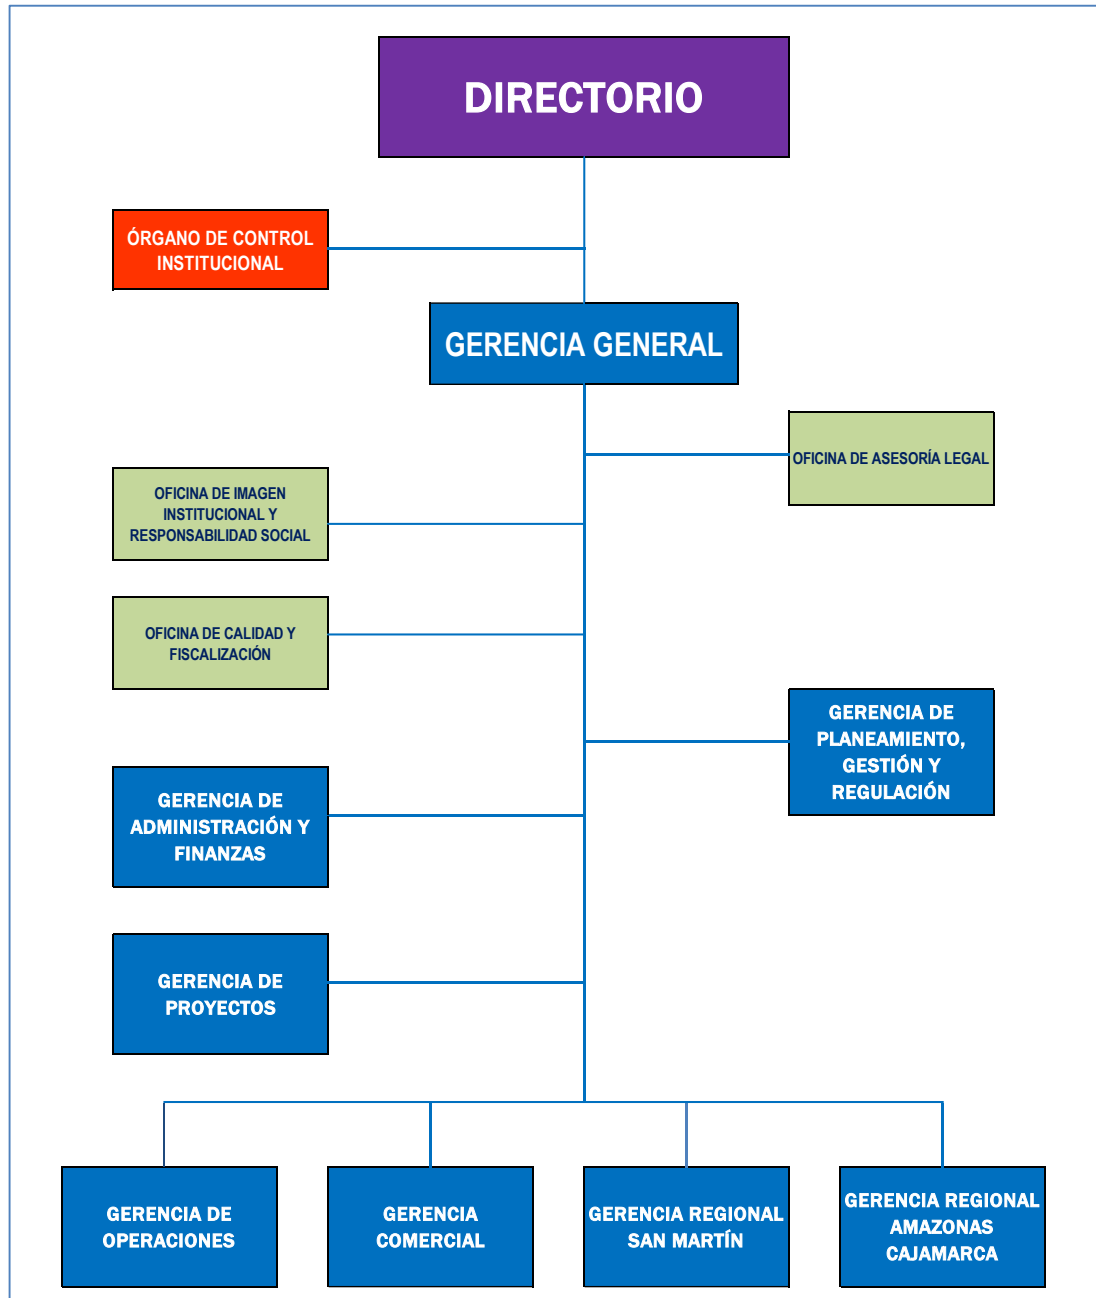 DIRECTORIO
ÓRGANO DE CONTROL
INSTITUCIONAL
GERENCIA GENERAL
OFICINA DE ASESORÍA LEGAL
OFICINA DE IMAGEN
INSTITUCIONAL Y
RESPONSABILIDAD SOCIAL
OFICINA DE CALIDAD Y
FISCALIZACIÓN
GERENCIA DE
PLANEAMIENTO,
GESTIÓN Y
REGULACIÓN
GERENCIA DE
ADMINISTRACIÓN Y
FINANZAS
GERENCIA DE
PROYECTOS
GERENCIA DE
OPERACIONES
GERENCIA
COMERCIAL
GERENCIA REGIONAL
SAN MARTÍN
GERENCIA REGIONAL
AMAZONAS
CAJAMARCA